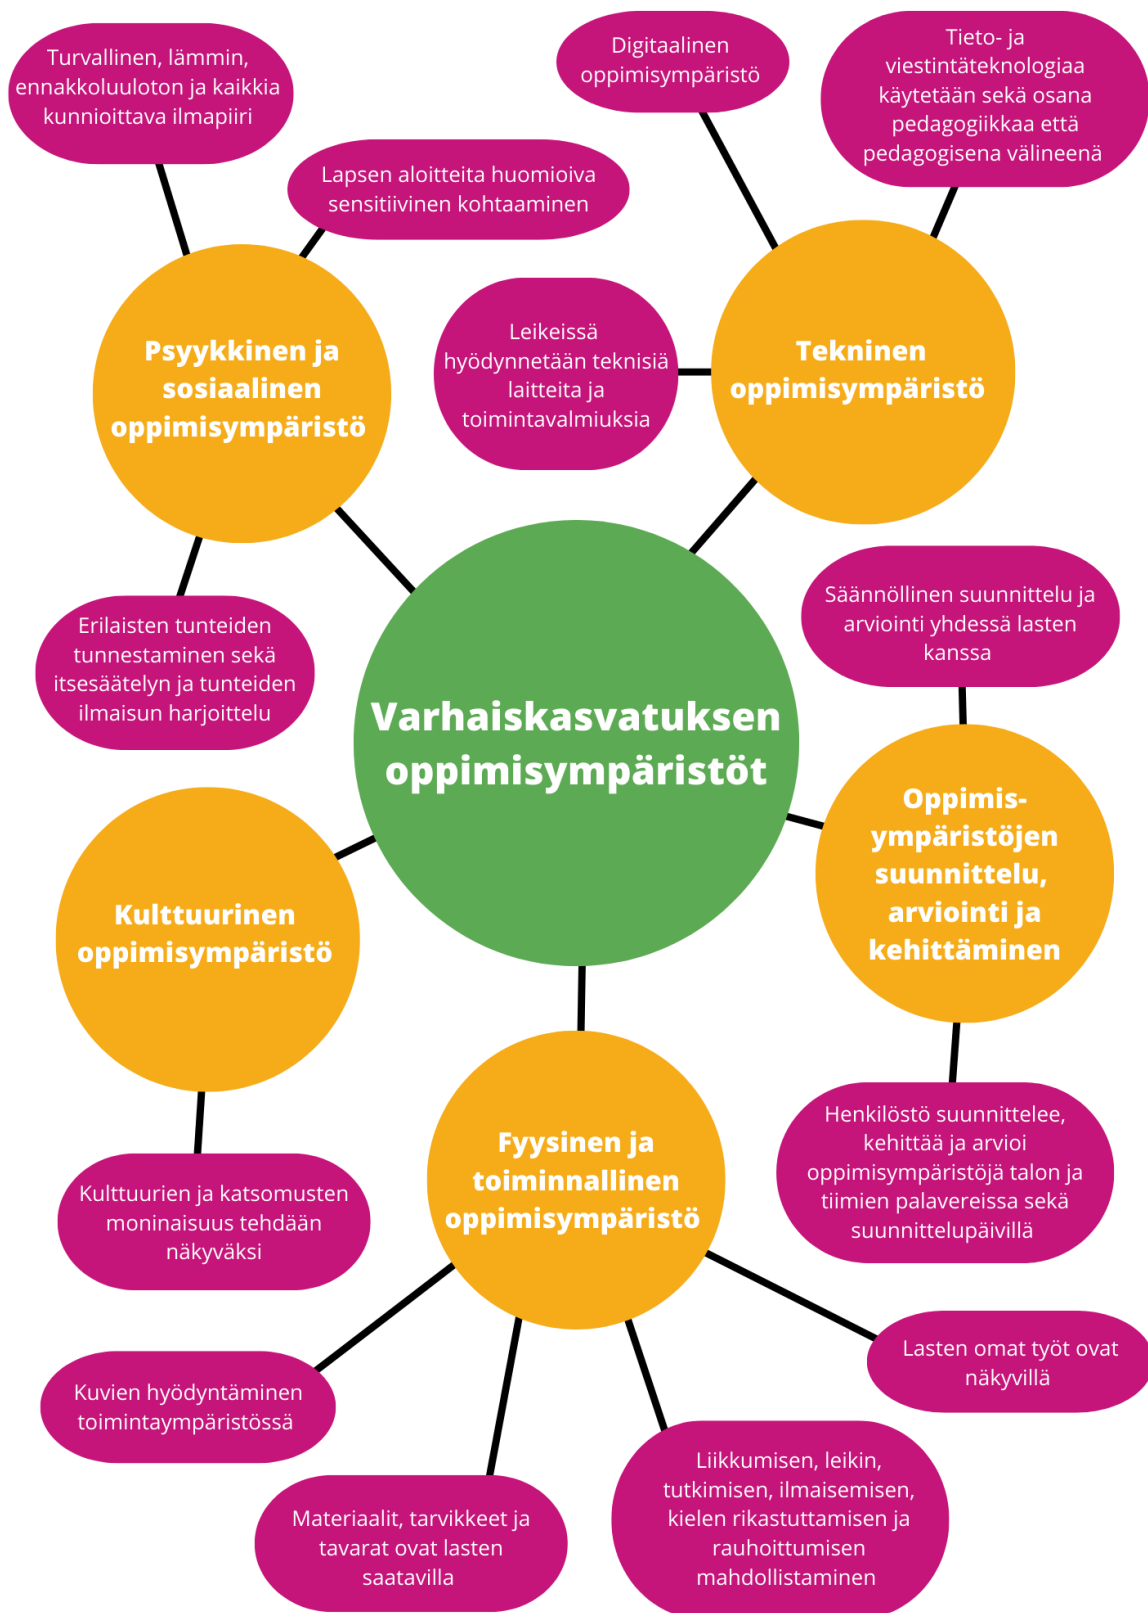 Turvallinen, lämmin,
ennakkoluuloton ja kaikkia
kunnioittava ilmapiiri
Lapsen aloitteita huomioiva
sensitiivinen kohtaaminen
Psyykkinen ja
sosiaalinen
oppimisympäristö
Erilaisten tunteiden
tunnestaminen sekä
itsesäätelyn ja tunteiden
ilmaisun harjoittelu
Digitaalinen
oppimisympäristö
Tieto- ja
viestintäteknologiaa
käytetään sekä osana
pedagogiikkaa että
pedagogisena välineenä
Leikeissä
hyödynnetään teknisiä
laitteita ja
toimintavalmiuksia
Tekninen
oppimisympäristö
Varhaiskasvatuksen
oppimisympäristöt
Säännöllinen suunnittelu ja
arviointi yhdessä lasten
kanssa
Oppimis-
ympäristöjen
suunnittelu,
arviointi ja
kehittäminen
Henkilöstö suunnittelee,
kehittää ja arvioi
oppimisympäristöjä talon ja
tiimien palavereissa sekä
suunnittelupäivillä
Kulttuurinen
oppimisympäristö
Kulttuurien ja katsomusten
moninaisuus tehdään
näkyväksi
Fyysinen ja
toiminnallinen
oppimisympäristö
Kuvien hyödyntäminen
toimintaympäristössä
Materiaalit, tarvikkeet ja
tavarat ovat lasten
saatavilla
Liikkumisen, leikin,
tutkimisen, ilmaisemisen,
kielen rikastuttamisen ja
rauhoittumisen
mahdollistaminen
Lasten omat työt ovat
näkyvillä